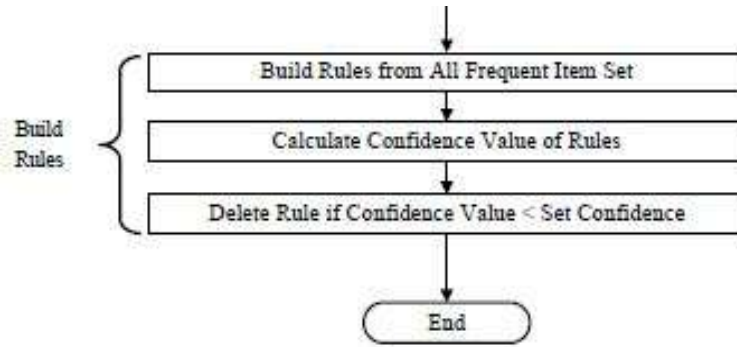 Build Rules from All Frequent Item Set
Build
Rules
Calculate Confidence Value of Rules
Delete Rule if Confidence Value < Set Confidence
End